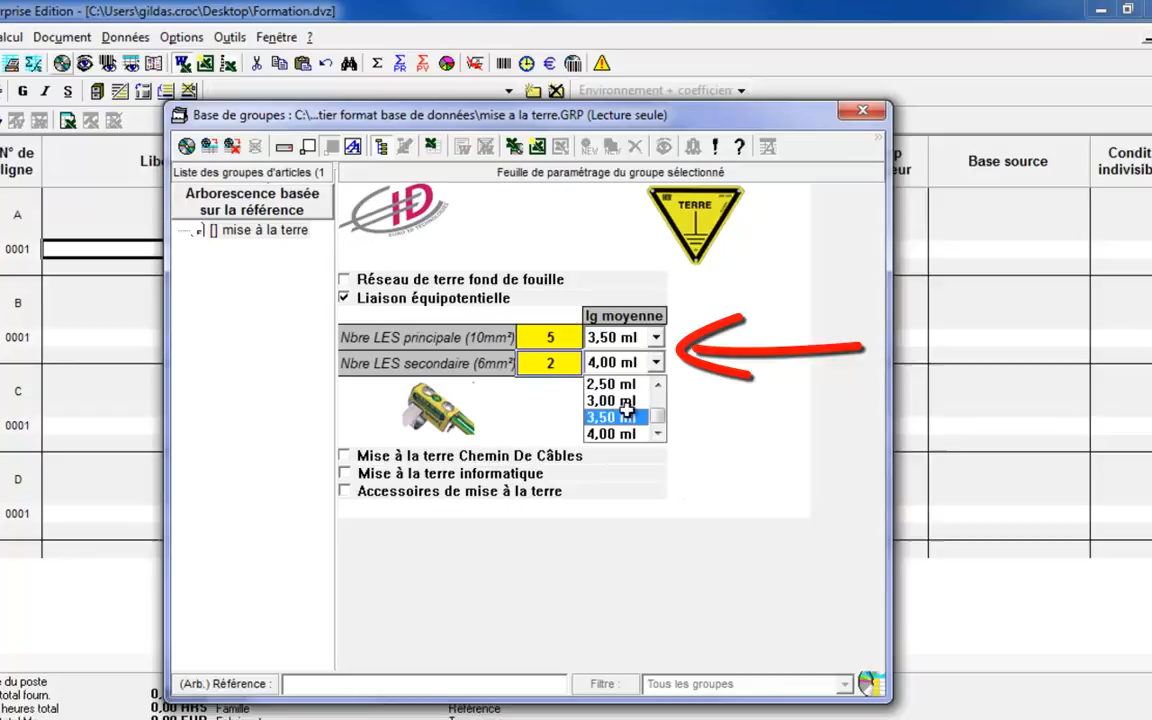 rprise Edition - [C:\Users\gildas.croc\Desktop\Formation.dvz]
alcul Document Données Options Outils Fenêtre ?
G I S
Environnement + coefficien
Base de groupes : C:\...tier format base de données\mise a la terre.GRP (Lecture seule)
N° de
ligne
Lib
Base source
Condit
indivisib
p
eur
A
0001
B
0001
C
0001
D
0001
Liste des groupes d'articles (1
Feuille de paramétrage du groupe sélectionné
Arborescence basée
sur la référence
[] mise à la terre
ID
TERRE
Réseau de terre fond de fouille
Liaison équipotentielle
lg moyenne
Nbre LES principale (10mm²) 5 3,50 ml
Nbre LES secondaire (6mm²) 2 4,00 ml
2,50 ml
3,00 ml
3,50
4,00 ml
Mise à la terre Chemin De Câbles
Mise à la terre informatique
Accessoires de mise à la terre
(Arb.) Référence :
Filtre :
Tous les groupes
du poste
total fourn. 0,
heures total 0,00 HRS Famille Référence